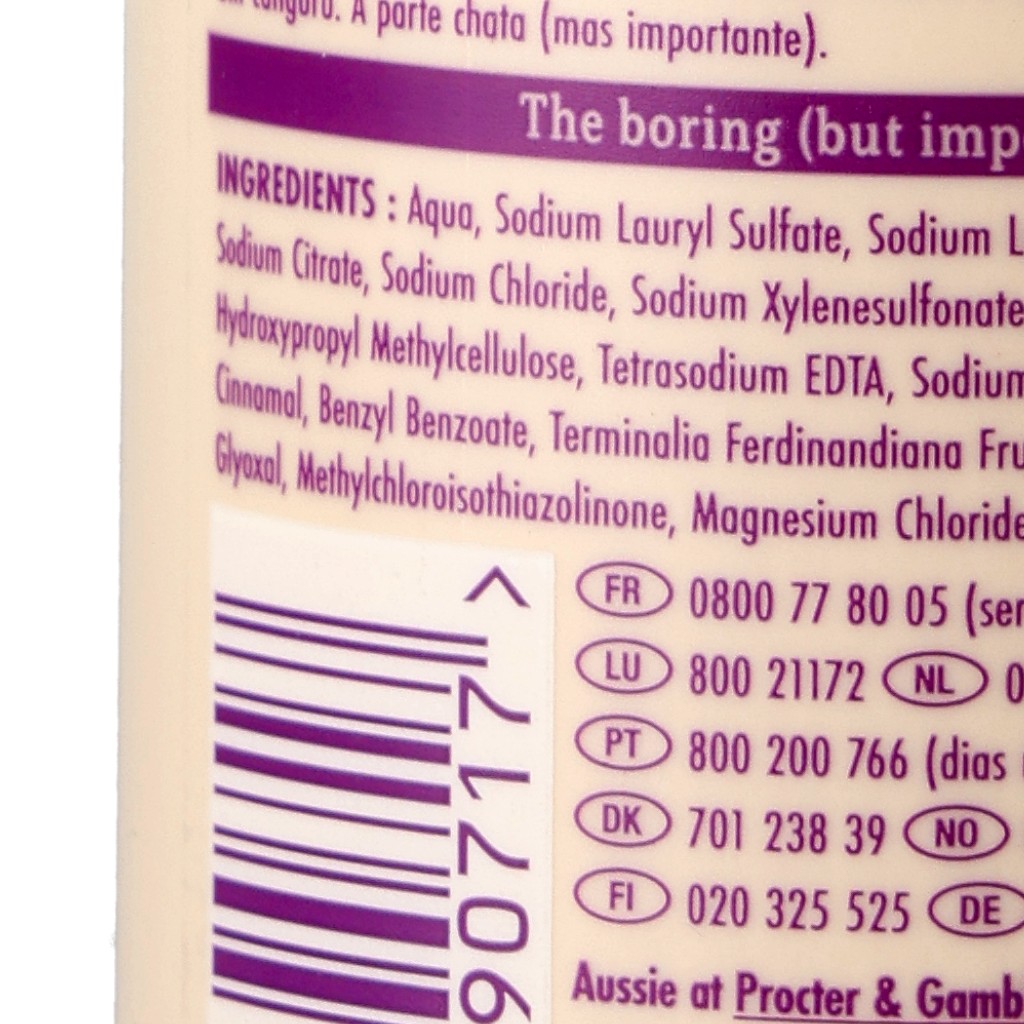 A parte chata (mas importante).
The boring (but imp
INGREDIENTS : Aqua, Sodium Lauryl Sulfate, Sodium L
Sodium Citrate, Sodium Chloride, Sodium Xylenesulfonate
Hydroxypropyl Methylcellulose, Tetrasodium EDTA, Sodium
Cinnamal, Benzyl Benzoate, Terminalia Ferdinandiana Fru
Glyoxal, Methylchloroisothiazolinone, Magnesium Chloride
FR 0800 77 80 05 (ser
LU 800 21172 NL 0
PT 800 200 766 (dias
DK 701 238 39 NO
FI 020 325 525 DE
Aussie at Procter & Gamb
90717 >